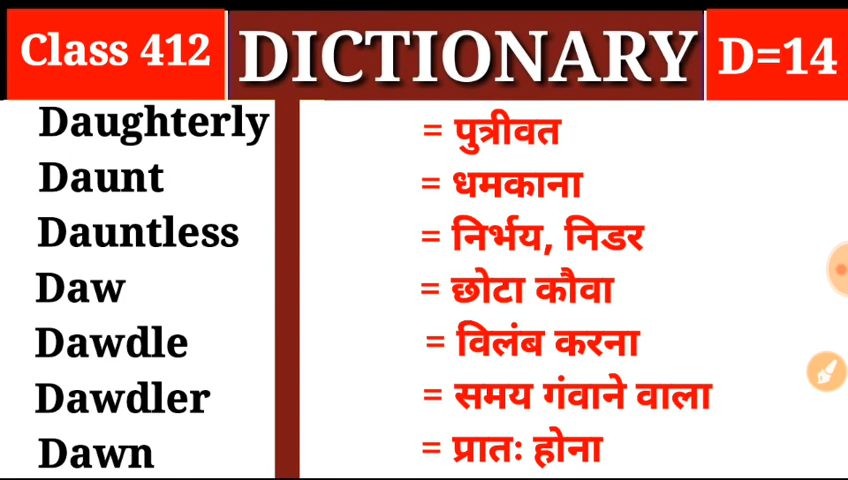 Class 412 DICTIONARY D=14
Daughterly = पुत्रीवत
Daunt = धमकाना
Dauntless = निर्भय, निडर
Daw = छोटा कौवा
Dawdle = विलंब करना
Dawdler = समय गंवाने वाला
Dawn = प्रातः होना